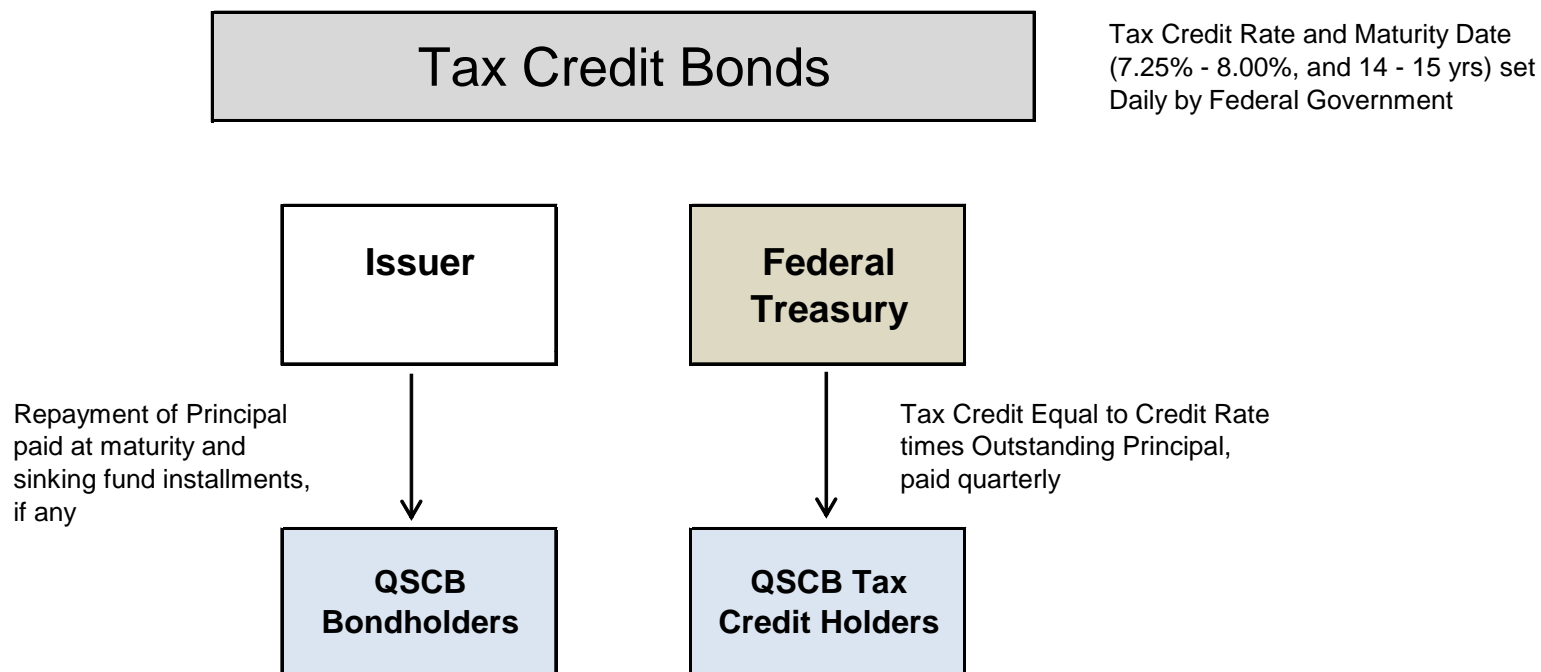 Tax Credit Bonds
Tax Credit Rate and Maturity Date
(7.25% - 8.00%, and 14 - 15 yrs) set
Daily by Federal Government
Issuer
Federal
Treasury
Repayment of Principal
paid at maturity and
sinking fund installments,
if any
Tax Credit Equal to Credit Rate
times Outstanding Principal,
paid quarterly
QSCB
Bondholders
QSCB Tax
Credit Holders